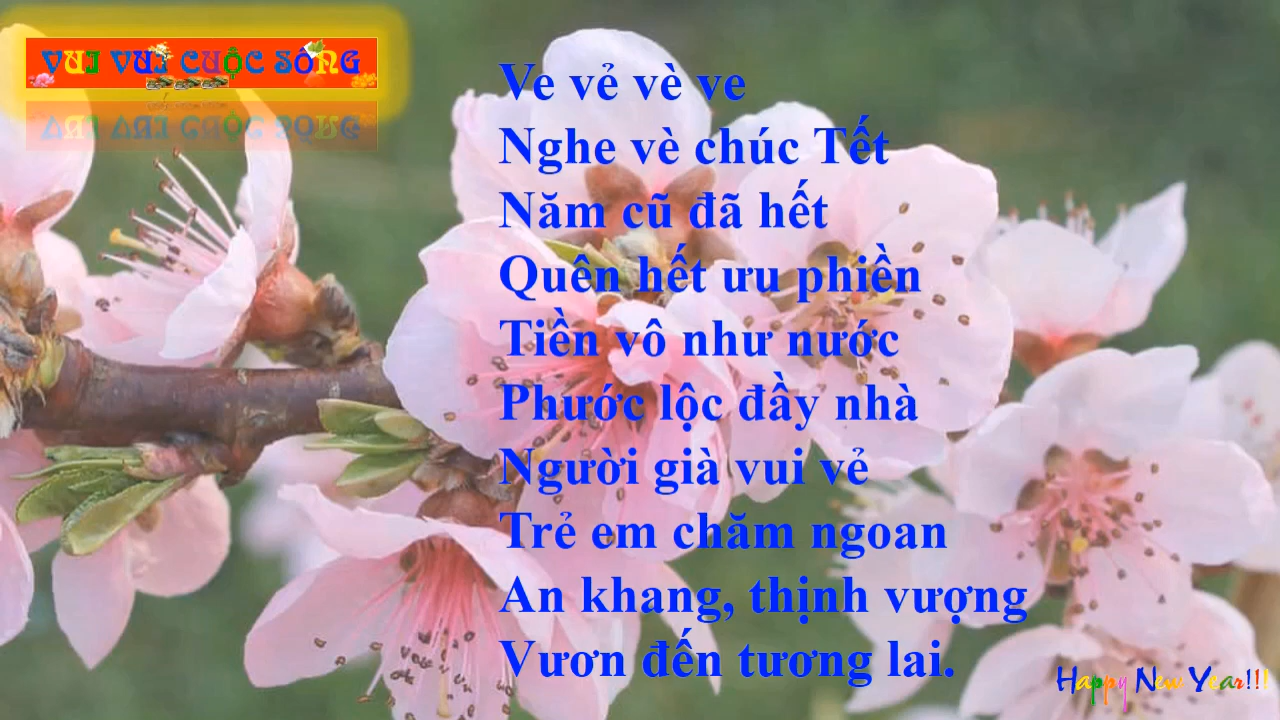 VUI VUI CUỘC SỐNG
Ve vẻ vè ve
Nghe vè chúc Tết
Năm cũ đã hết
Quên hết ưu phiền
Tiền vô như nước
Phước lộc đầy nhà
Người già vui vẻ
Trẻ em chăm ngoan
An khang, thịnh vượng
Vươn đến tương lai.
Happy New Year!!!